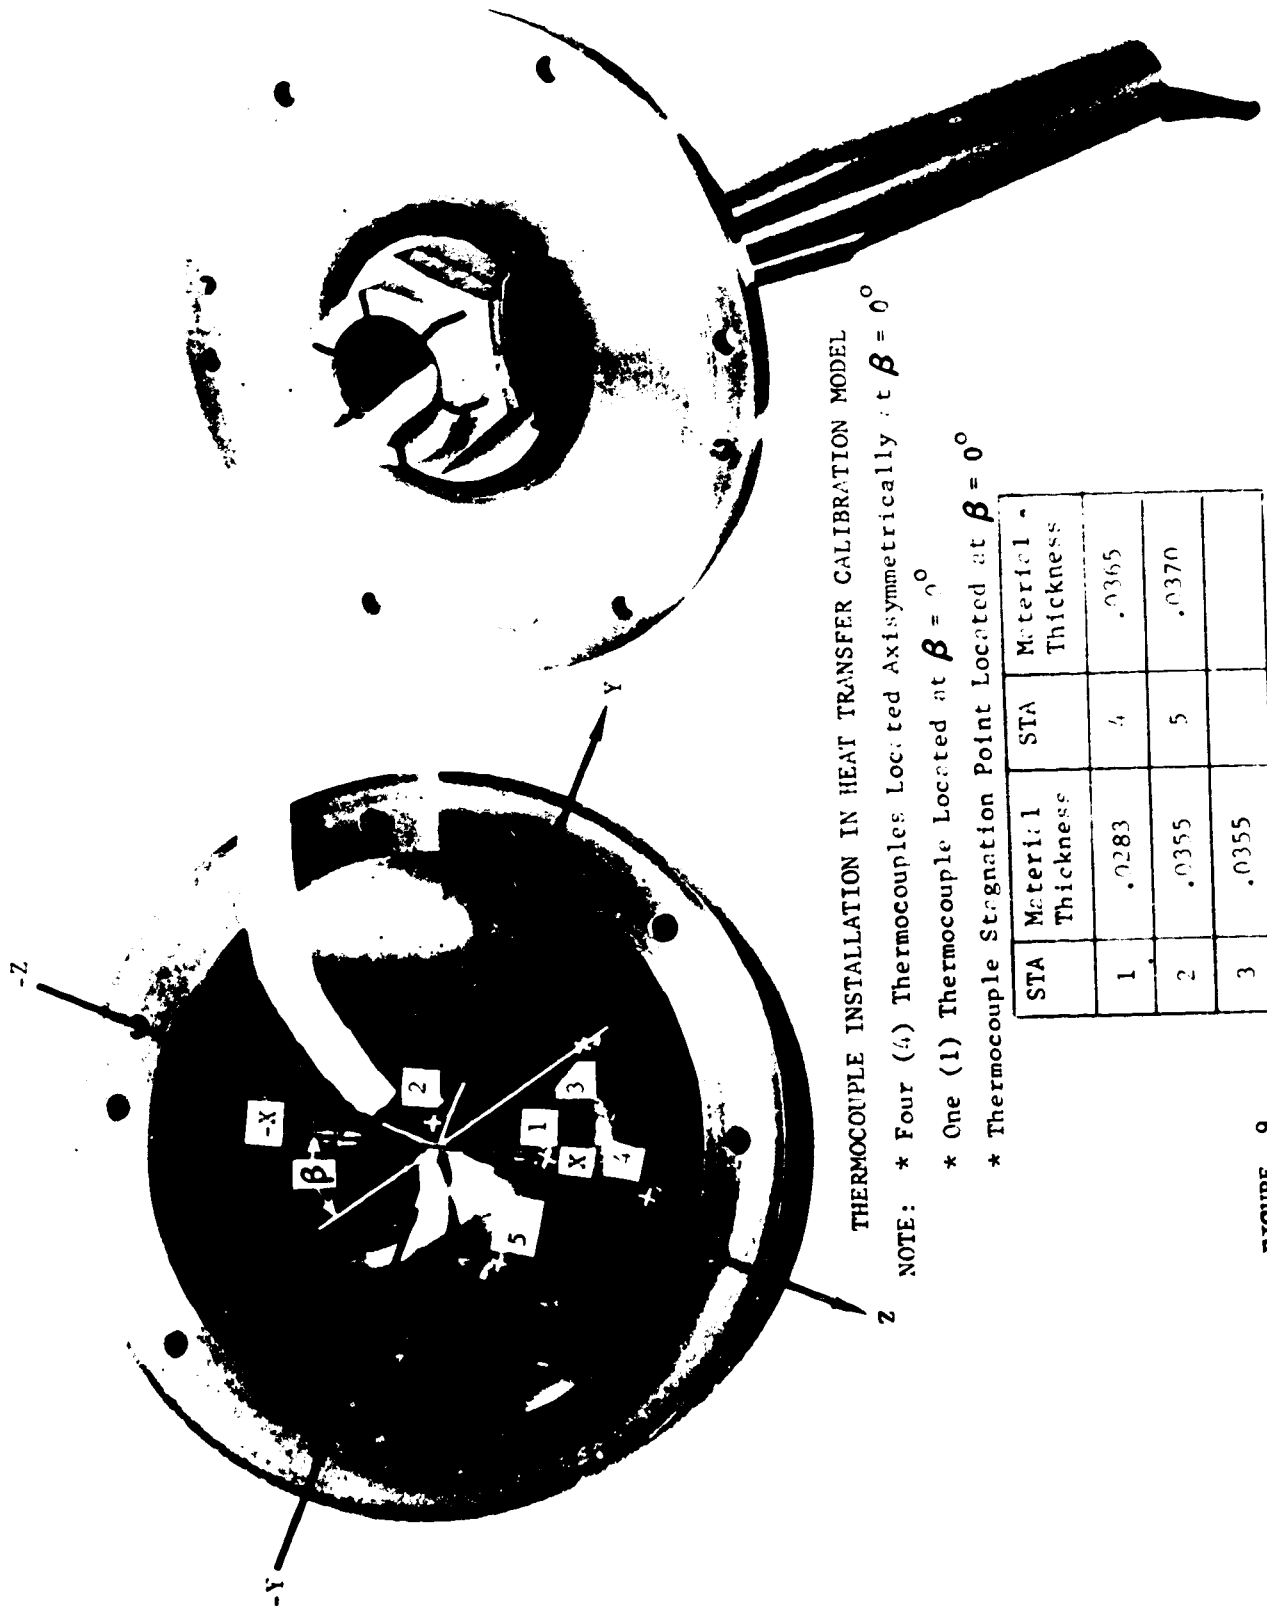 -Z
-X
β
2
Y
1
3
X
4
5
-Y
Z
THERMOCOUPLE INSTALLATION IN HEAT TRANSFER CALIBRATION MODEL
NOTE: * Four (4) Thermocouples Located Axisymmetrically at β = 0°
* One (1) Thermocouple Located at β = 0°
* Thermocouple Stagnation Point Located at β = 0°
STA Material Thickness STA Material - Thickness
1 .0283 4 .0365
2 .0355 5 .0370
3 .0355
FIGURE 9